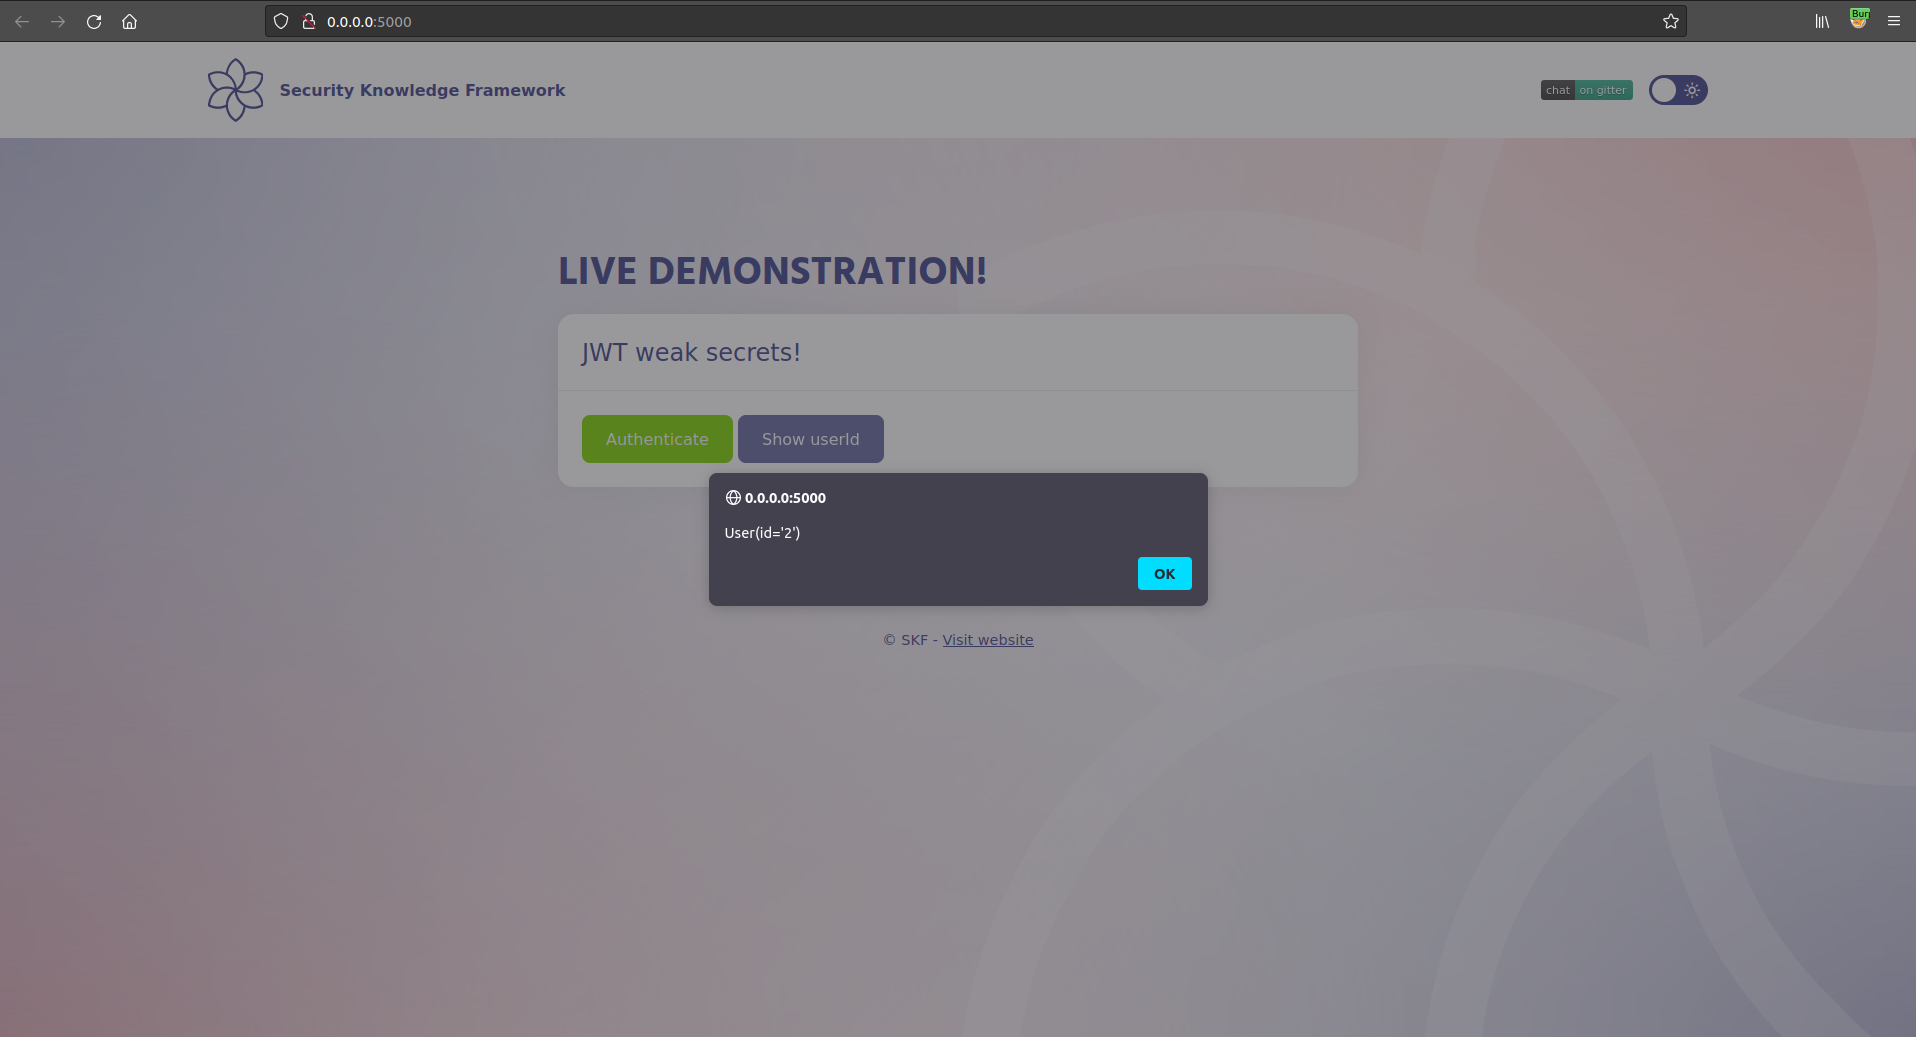 0.0.0.0:5000
Security Knowledge Framework
chat on gitter
LIVE DEMONSTRATION!
JWT weak secrets!
Authenticate Show userId
0.0.0.0:5000
User(id='2')
OK
© SKF - Visit website